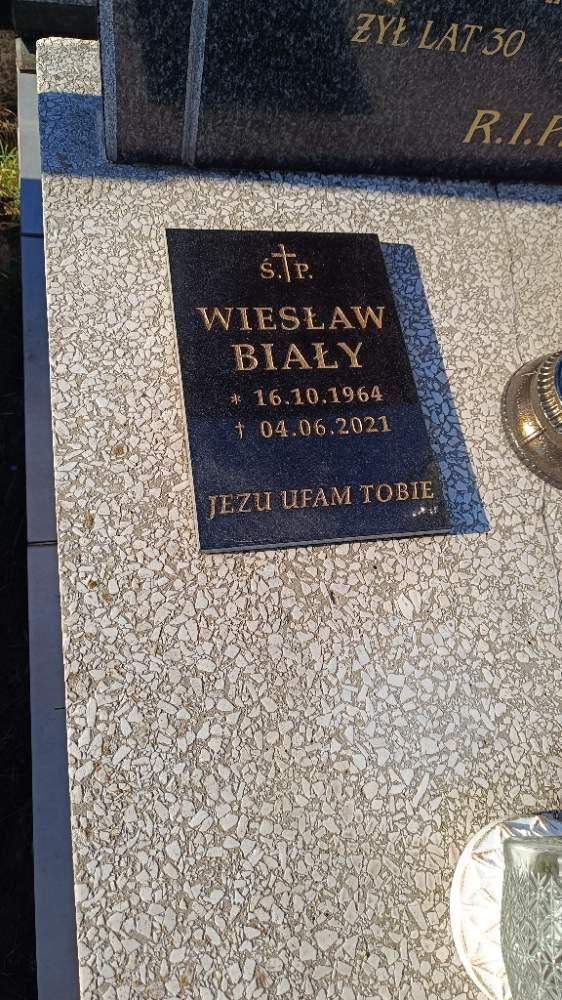 ŻYŁ LAT 30
R.I.P.
Ś. P.
WIESŁAW
BIAŁY
* 16.10.1964
† 04.06.2021
JEZU UFAM TOBIE